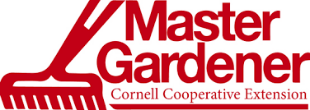 Master
Gardener
Cornell Cooperative Extension